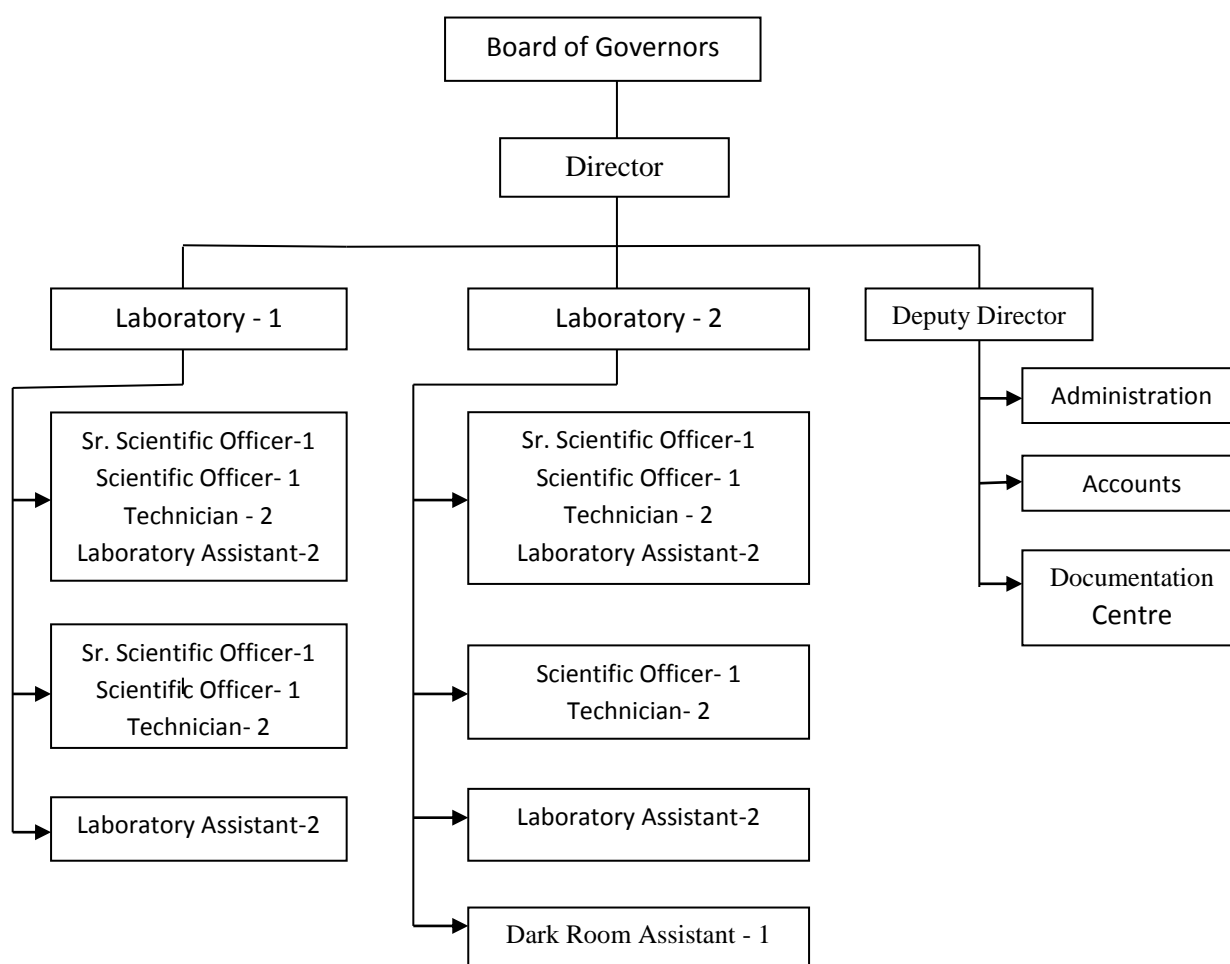 Board of Governors
Director
Laboratory - 1
Laboratory - 2
Deputy Director
Sr. Scientific Officer-1
Scientific Officer- 1
Technician - 2
Laboratory Assistant-2
Sr. Scientific Officer-1
Scientific Officer- 1
Technician- 2
Laboratory Assistant-2
Sr. Scientific Officer-1
Scientific Officer- 1
Technician - 2
Laboratory Assistant-2
Scientific Officer- 1
Technician- 2
Laboratory Assistant-2
Dark Room Assistant - 1
Administration
Accounts
Documentation
Centre